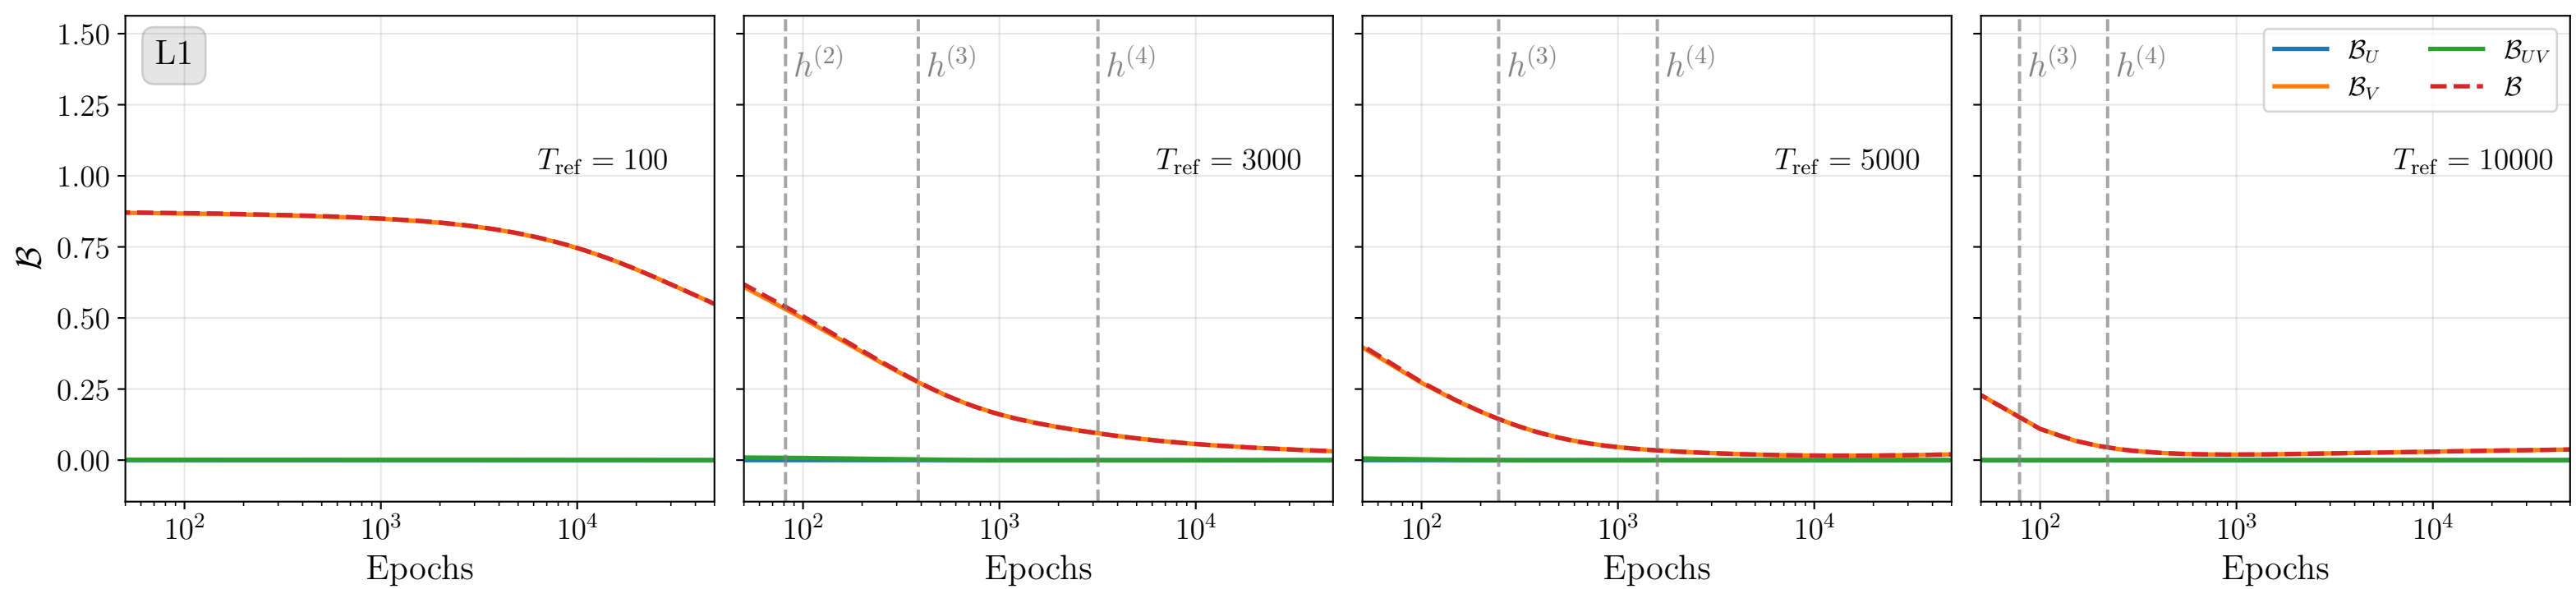 L1
1.50
1.25
1.00
0.75
0.50
0.25
0.00
𝓑
T_ref = 100
10^2 10^3 10^4
Epochs
h^(2) h^(3) h^(4)
T_ref = 3000
10^2 10^3 10^4
Epochs
h^(3) h^(4)
T_ref = 5000
10^2 10^3 10^4
Epochs
h^(3) h^(4)
𝓑_U 𝓑_UV
𝓑_V 𝓑
T_ref = 10000
10^2 10^3 10^4
Epochs